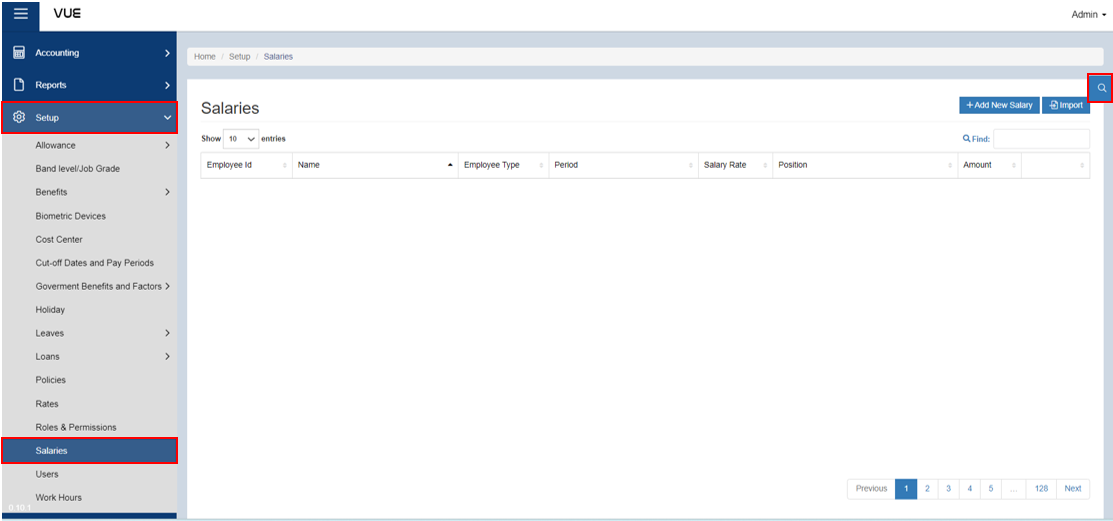 VUE
Admin
Accounting
Reports
Setup
Allowance
Band level/Job Grade
Benefits
Biometric Devices
Cost Center
Cut-off Dates and Pay Periods
Goverment Benefits and Factors
Holiday
Leaves
Loans
Policies
Rates
Roles & Permissions
Salaries
Users
Work Hours
0.10.1
Home / Setup / Salaries
Salaries
+ Add New Salary Import
Show 10 entries
Find:
Employee Id Name Employee Type Period Salary Rate Position Amount
Previous 1 2 3 4 5 ... 128 Next